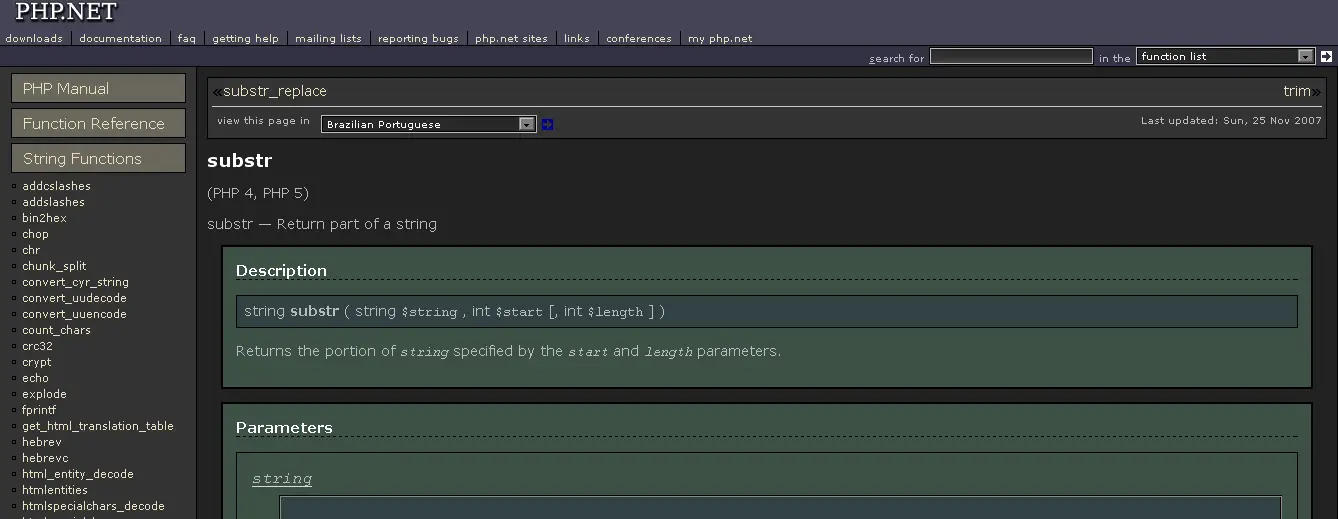 PHP.NET
downloads documentation faq getting help mailing lists reporting bugs php.net sites links conferences my php.net
search for in the function list
PHP Manual
Function Reference
String Functions
addcslashes
addslashes
bin2hex
chop
chr
chunk_split
convert_cyr_string
convert_uudecode
convert_uuencode
count_chars
crc32
crypt
echo
explode
fprintf
get_html_translation_table
hebrev
hebrevc
html_entity_decode
htmlentities
htmlspecialchars_decode
«substr_replace trim»
view this page in Brazilian Portuguese Last updated: Sun, 25 Nov 2007
substr
(PHP 4, PHP 5)
substr — Return part of a string
Description
string substr ( string $string , int $start [, int $length ] )
Returns the portion of string specified by the start and length parameters.
Parameters
string